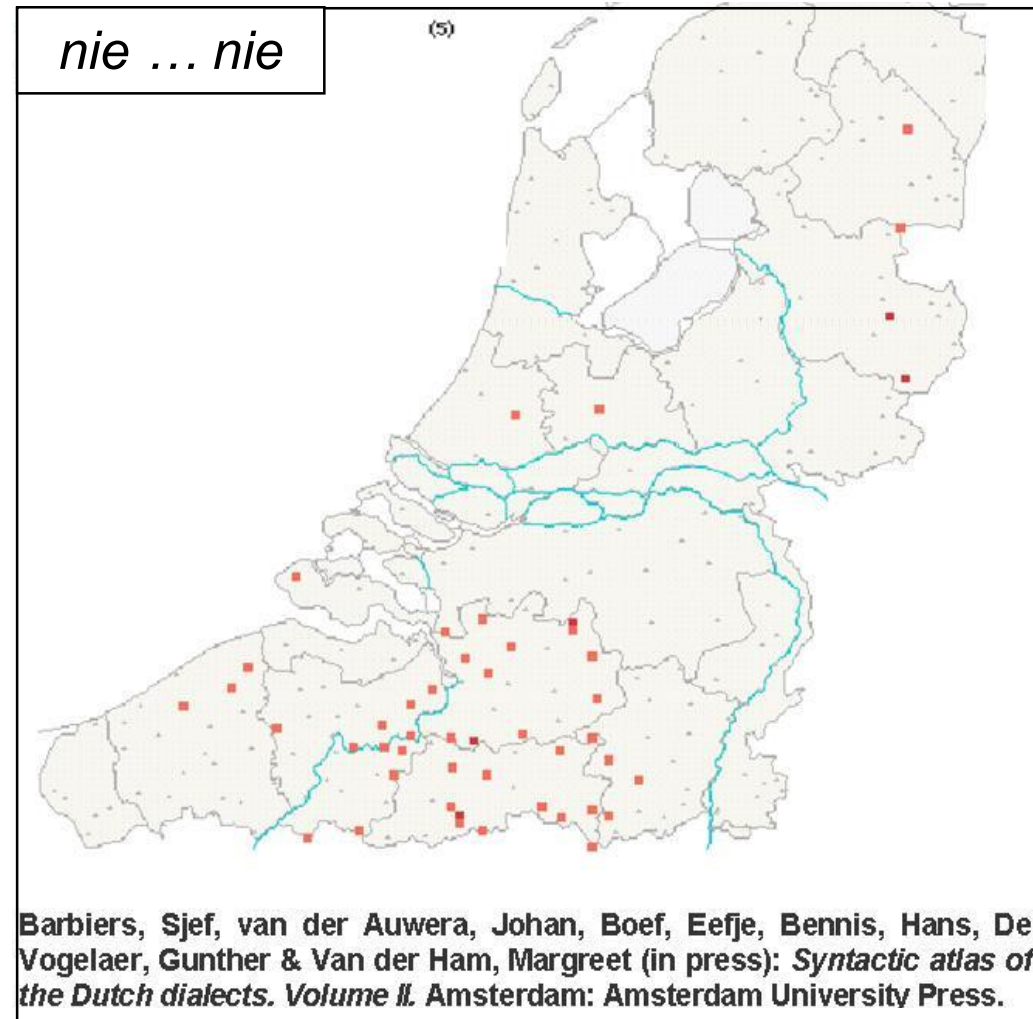 nie … nie
(5)
Barbiers, Sjef, van der Auwera, Johan, Boef, Eefje, Bennis, Hans, De
Vogelaer, Gunther & Van der Ham, Margreet (in press): Syntactic atlas of
the Dutch dialects. Volume II. Amsterdam: Amsterdam University Press.